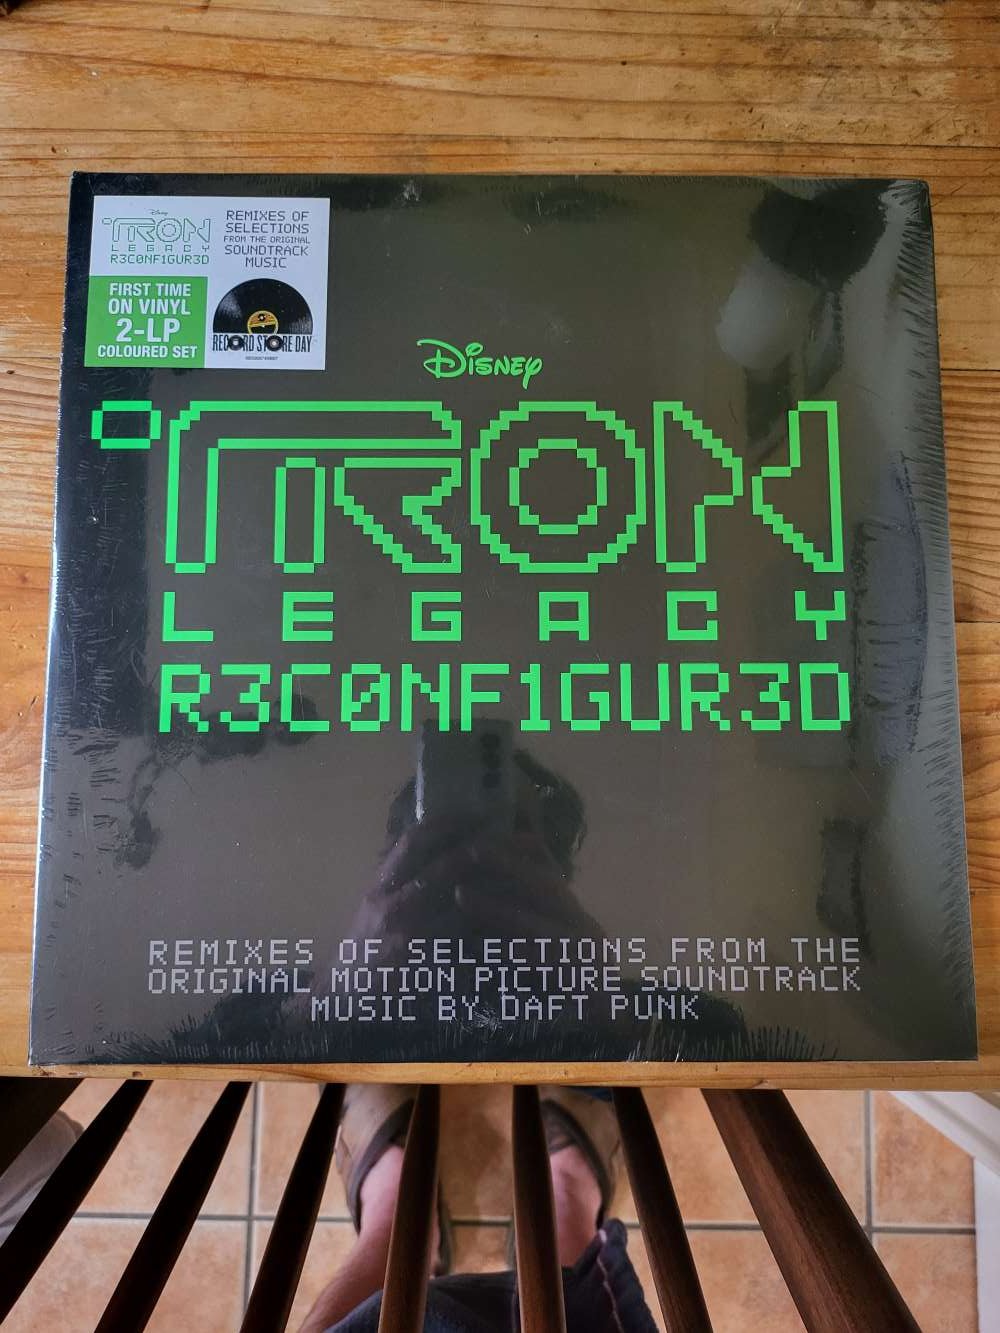 Disney
TRON
LEGACY
R3C0NF1GUR3D
REMIXES OF
SELECTIONS
FROM THE ORIGINAL
SOUNDTRACK
MUSIC
FIRST TIME
ON VINYL
2-LP
COLOURED SET
RECORD STORE DAY
Disney
TRON
LEGACY
R3C0NF1GUR3D
REMIXES OF SELECTIONS FROM THE
ORIGINAL MOTION PICTURE SOUNDTRACK
MUSIC BY DAFT PUNK